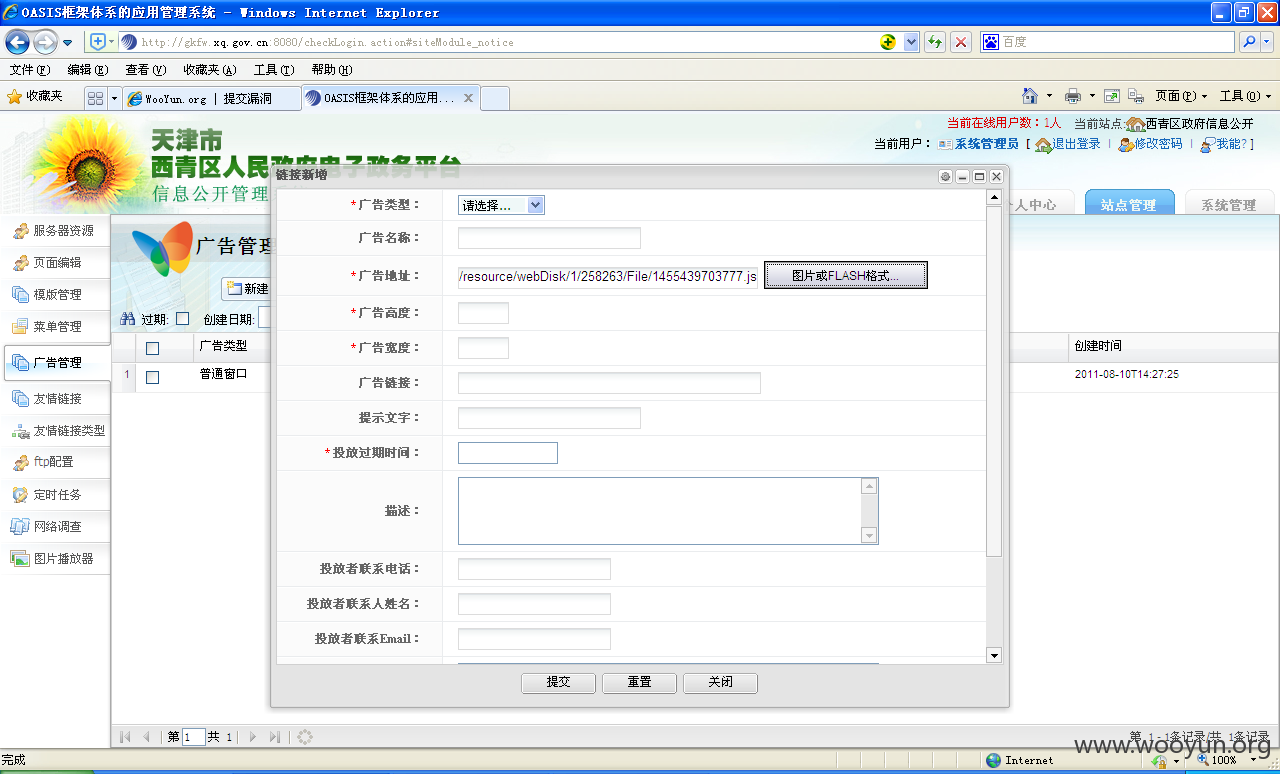 OASIS框架体系的应用管理系统 - Windows Internet Explorer
http://gkfw.xq.gov.cn:8080/checkLogin.action#siteModule_notice
百度
文件(F) 编辑(E) 查看(V) 收藏夹(A) 工具(T) 帮助(H)
收藏夹
WooYun.org | 提交漏洞
OASIS框架体系的应用...
页面(P)
工具(O)
天津市
西青区人民政府电子政务平台
信息公开管理
当前在线用户数：1人 当前站点:西青区政府信息公开
当前用户： 系统管理员 [ 退出登录 | 修改密码 | 我能? ]
个人中心
站点管理
系统管理
服务器资源
页面编辑
模版管理
菜单管理
广告管理
友情链接
友情链接类型
ftp配置
定时任务
网络调查
图片播放器
广告管理
新建
过期: 创建日期:
广告类型
创建时间
1 普通窗口
2011-08-10T14:27:25
链接新增
*广告类型： 请选择...
广告名称：
*广告地址： /resource/webDisk/1/258263/File/1455439703777.js 图片或FLASH格式...
*广告高度：
*广告宽度：
广告链接：
提示文字：
*投放过期时间：
描述：
投放者联系电话：
投放者联系人姓名：
投放者联系Email：
提交 重置 关闭
第 1 共 1
第 1 - 1条记录/共 1条记录
www.wooyun.org
完成
Internet
100%